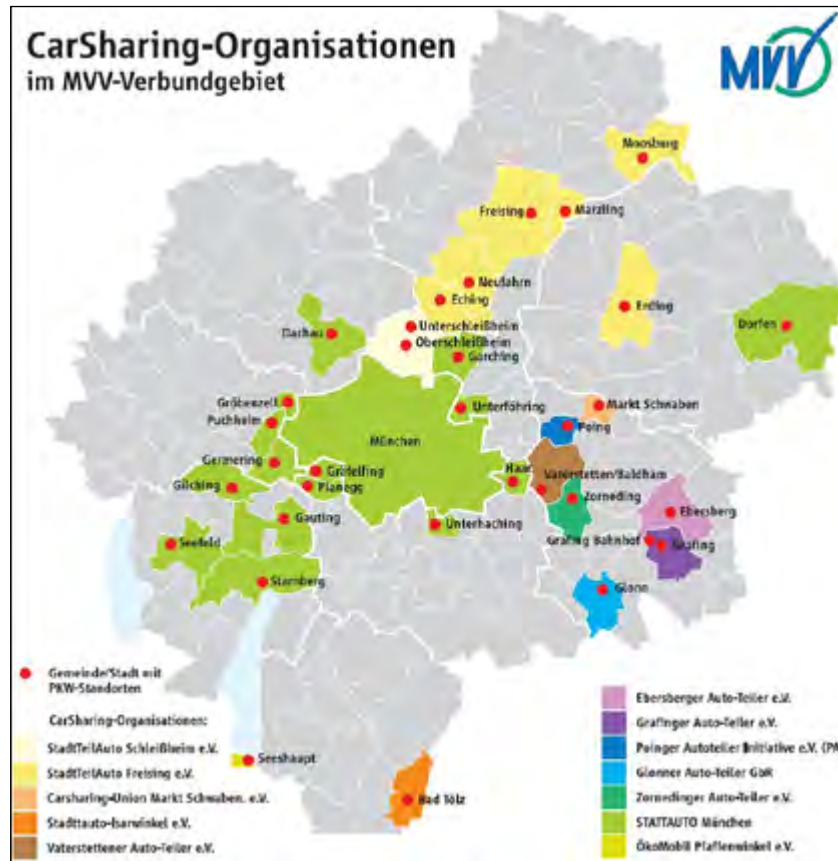 CarSharing-Organisationen
im MVV-Verbundgebiet
MVV
Moosburg
Freising
Marzling
Neufahrn
Eching
Erding
Unterschleißheim
Dachau
Dorfen
Oberschleißheim
Garching
Gröbenzell
Unterföhring
Markt Schwaben
Puchheim
Poing
München
Germering
Gräfelfing
Haar
Vaterstetten/Baldham
Planegg
Gilching
Zorneding
Gauting
Ebersberg
Unterhaching
Seefeld
Grafing Bahnhof
Grafing
Starnberg
Glonn
Gemeinde/Stadt mit
PKW-Standorten
CarSharing-Organisationen:
StadtTeilAuto Schleißheim e.V.
StadtTeilAuto Freising e.V.
Carsharing-Union Markt Schwaben. e.V.
Stadttauto-Isarwinkel e.V.
Vaterstettener Auto-Teiler e.V.
Seeshaupt
Bad Tölz
Ebersberger Auto-Teiler e.V.
Grafinger Auto-Teiler e.V.
Poinger Autoteiler Initiative e.V. (PA
Glonner Auto-Teiler GbR
Zornedinger Auto-Teiler e.V.
STATTAUTO München
ÖkoMobil Pfaffenwinkel e.V.